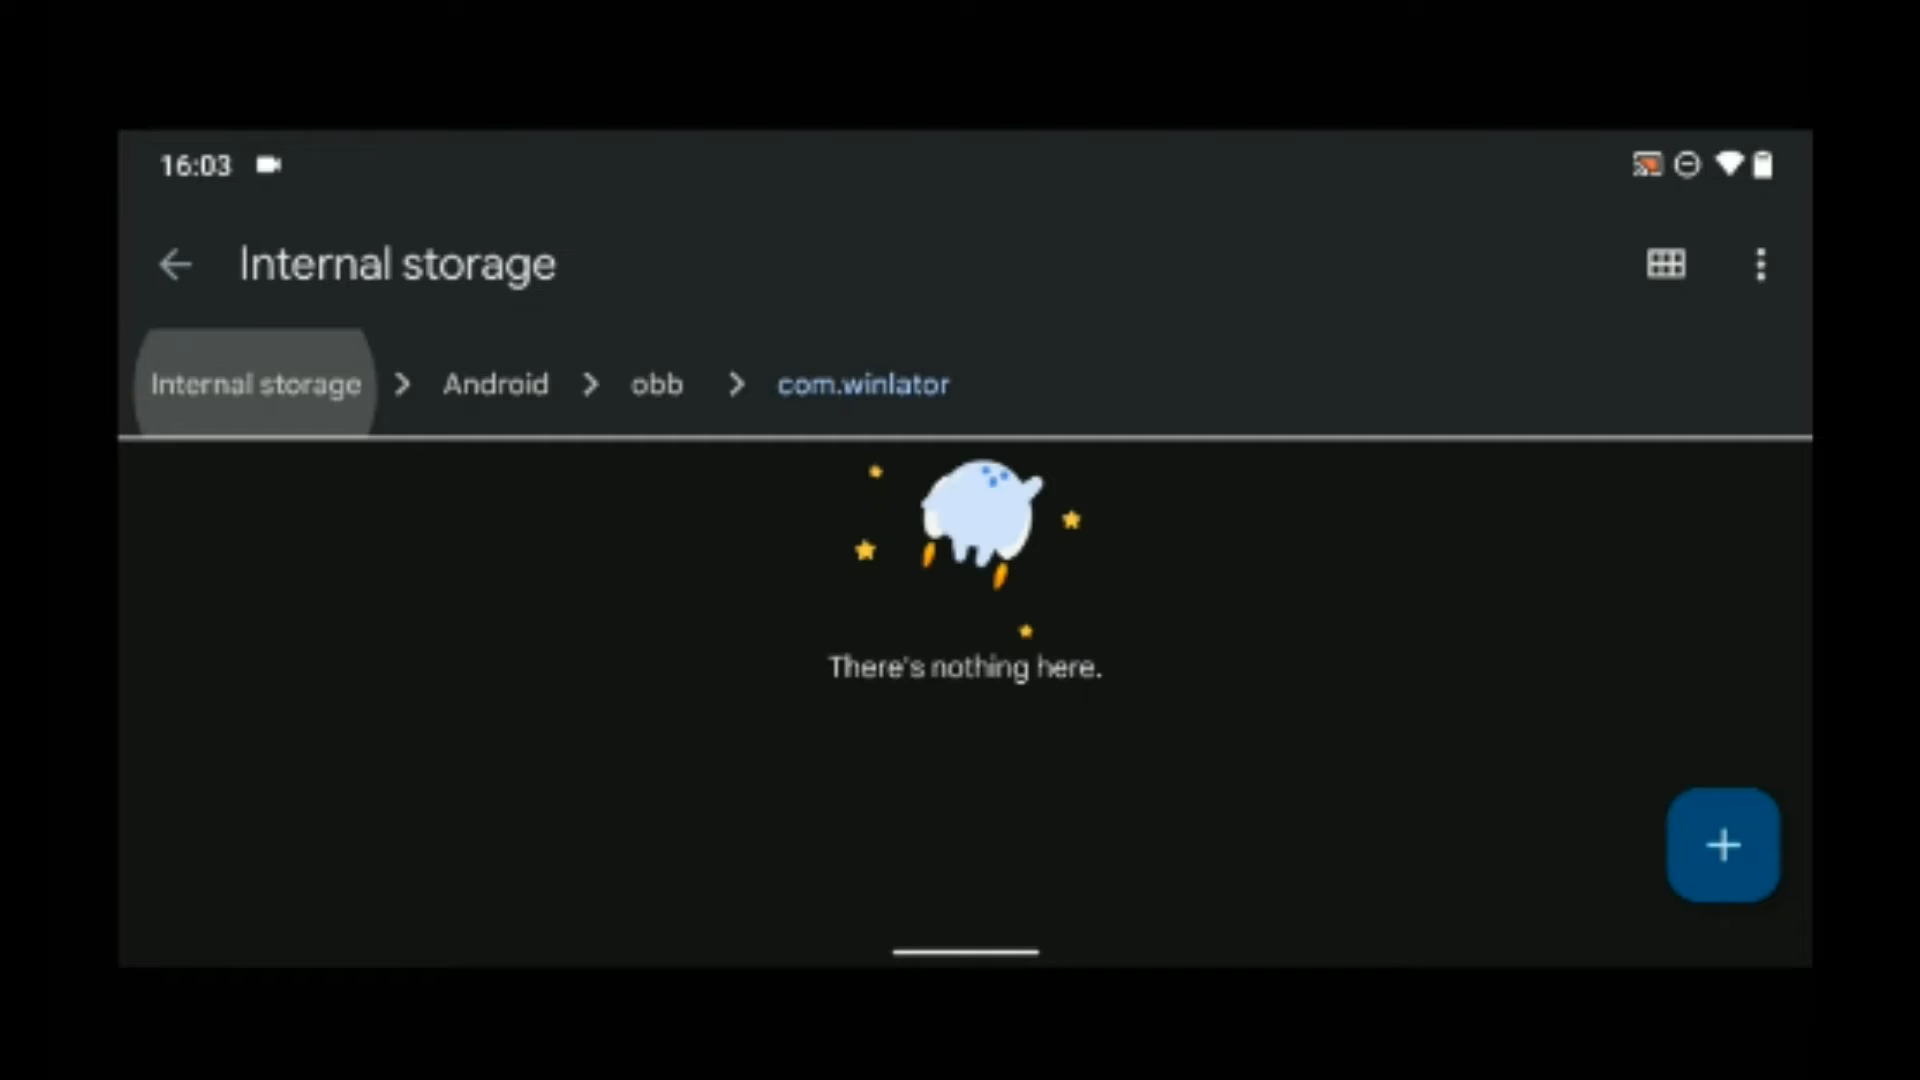 16:03
Internal storage
Internal storage > Android > obb > com.winlator
There's nothing here.